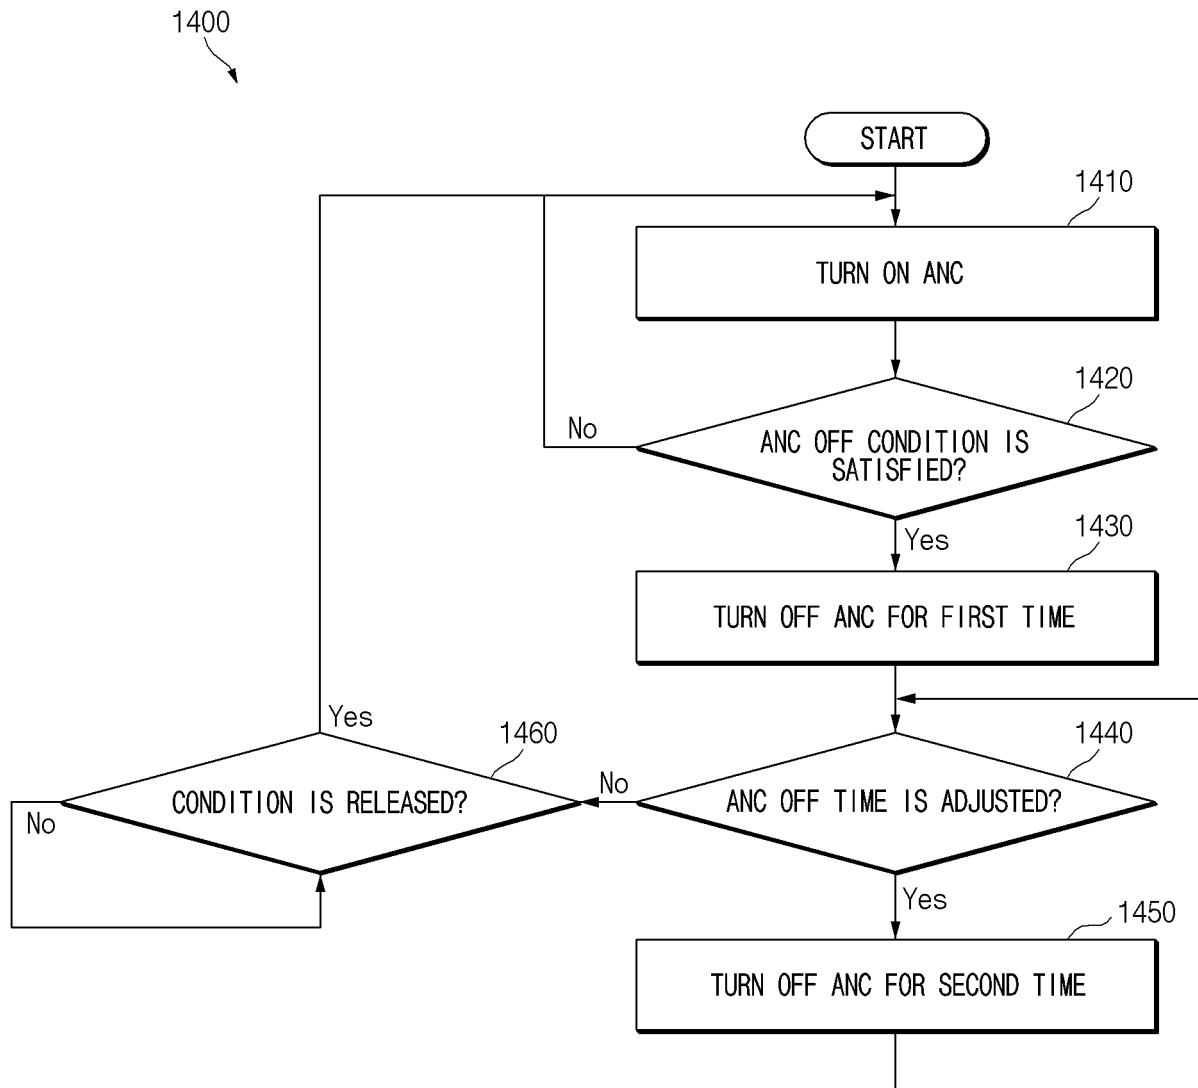 1400
START
1410
TURN ON ANC
1420
No
ANC OFF CONDITION IS
SATISFIED?
Yes
1430
TURN OFF ANC FOR FIRST TIME
Yes
1460
1440
No
CONDITION IS RELEASED?
ANC OFF TIME IS ADJUSTED?
No
Yes
1450
TURN OFF ANC FOR SECOND TIME